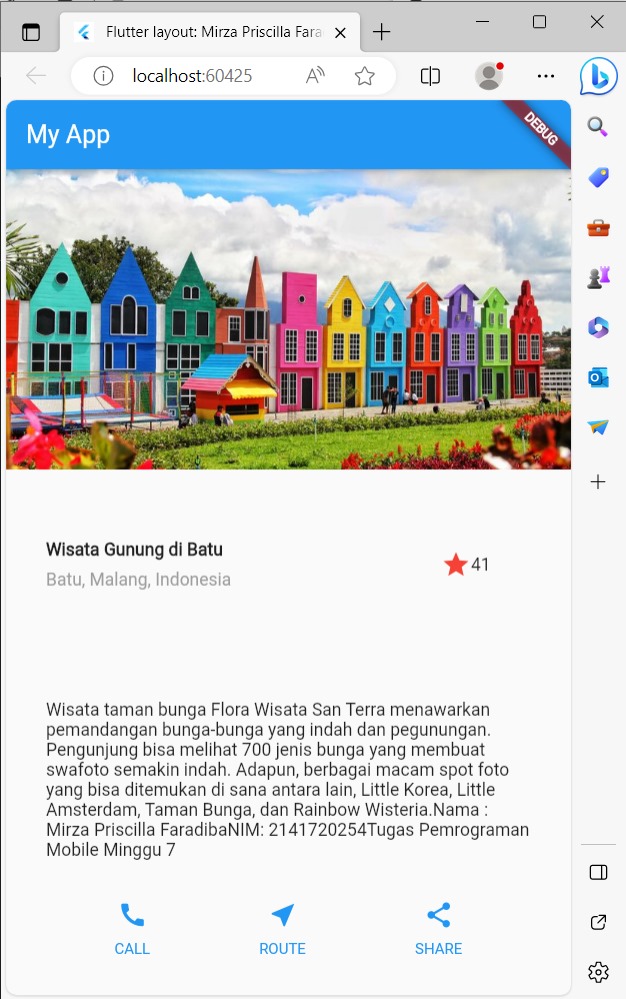 Flutter layout: Mirza Priscilla Fara
localhost:60425
My App
DEBUG
Wisata Gunung di Batu
Batu, Malang, Indonesia
41
Wisata taman bunga Flora Wisata San Terra menawarkan
pemandangan bunga-bunga yang indah dan pegunungan.
Pengunjung bisa melihat 700 jenis bunga yang membuat
swafoto semakin indah. Adapun, berbagai macam spot foto
yang bisa ditemukan di sana antara lain, Little Korea, Little
Amsterdam, Taman Bunga, dan Rainbow Wisteria.Nama :
Mirza Priscilla FaradibaNIM: 2141720254Tugas Pemrograman
Mobile Minggu 7
CALL
ROUTE
SHARE